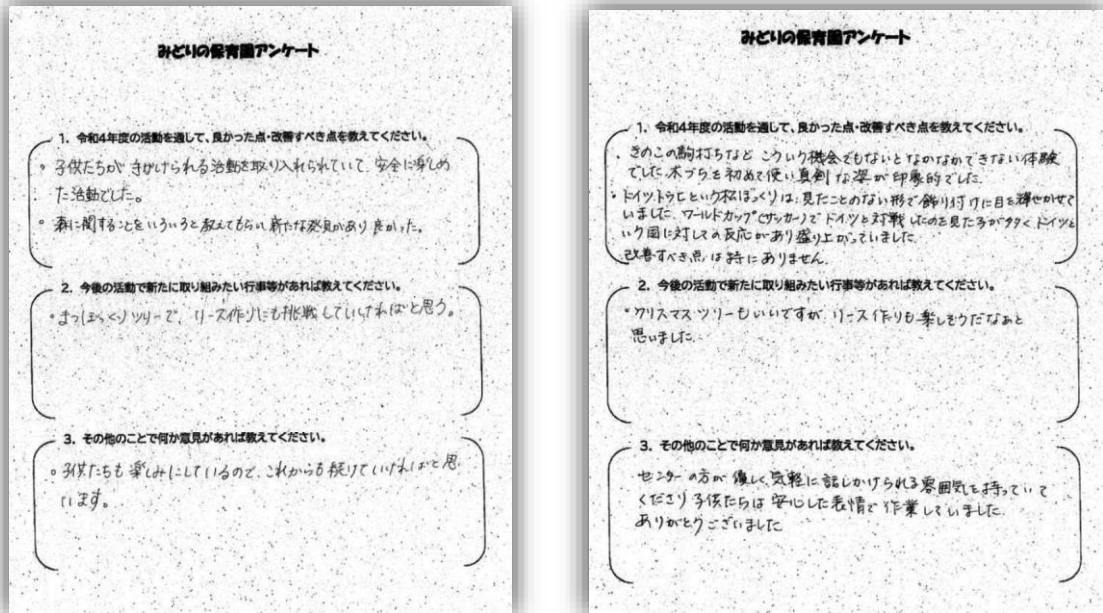 みどりの保育園アンケート
1. 令和4年度の活動を通して、良かった点・改善すべき点を教えてください。
・子供たちが手がけられる活動を取り入れられていて、安全に楽しめ
た活動でした。
・森に関することをいろいろと教えてもらい新たな発見があり良かった。
2. 今後の活動で新たに取り組みたい行事等があれば教えてください。
・まつぼっくりツリーで、リース作りにも挑戦していければと思う。
3. その他のことで何か意見があれば教えてください。
・子供たちも楽しみにしているので、これからも続けていければと思
います。
みどりの保育園アンケート
1. 令和4年度の活動を通して、良かった点・改善すべき点を教えてください。
・きのこの駒打ちなど こういう機会でもないとなかなかできない体験
でした。木づちを初めて使い真剣な姿が印象的でした。
・ドイツトウヒという松ぼっくりは、見たことのない形で飾り付けに目を輝せかせて
いました。ワールドカップ(サッカー)でドイツと対戦したのを見た子が多く ドイツと
いう国に対しての反応があり盛り上がっていました。
改善すべき点は特にありません。
2. 今後の活動で新たに取り組みたい行事等があれば教えてください。
・クリスマスツリーもいいですが、リース作りも楽しそうだなあと
思いました。
3. その他のことで何か意見があれば教えてください。
センターの方が優しく、気軽に話しかけられる雰囲気を持っていて
くださり子供たちは安心した表情で作業していました。
ありがとうございました